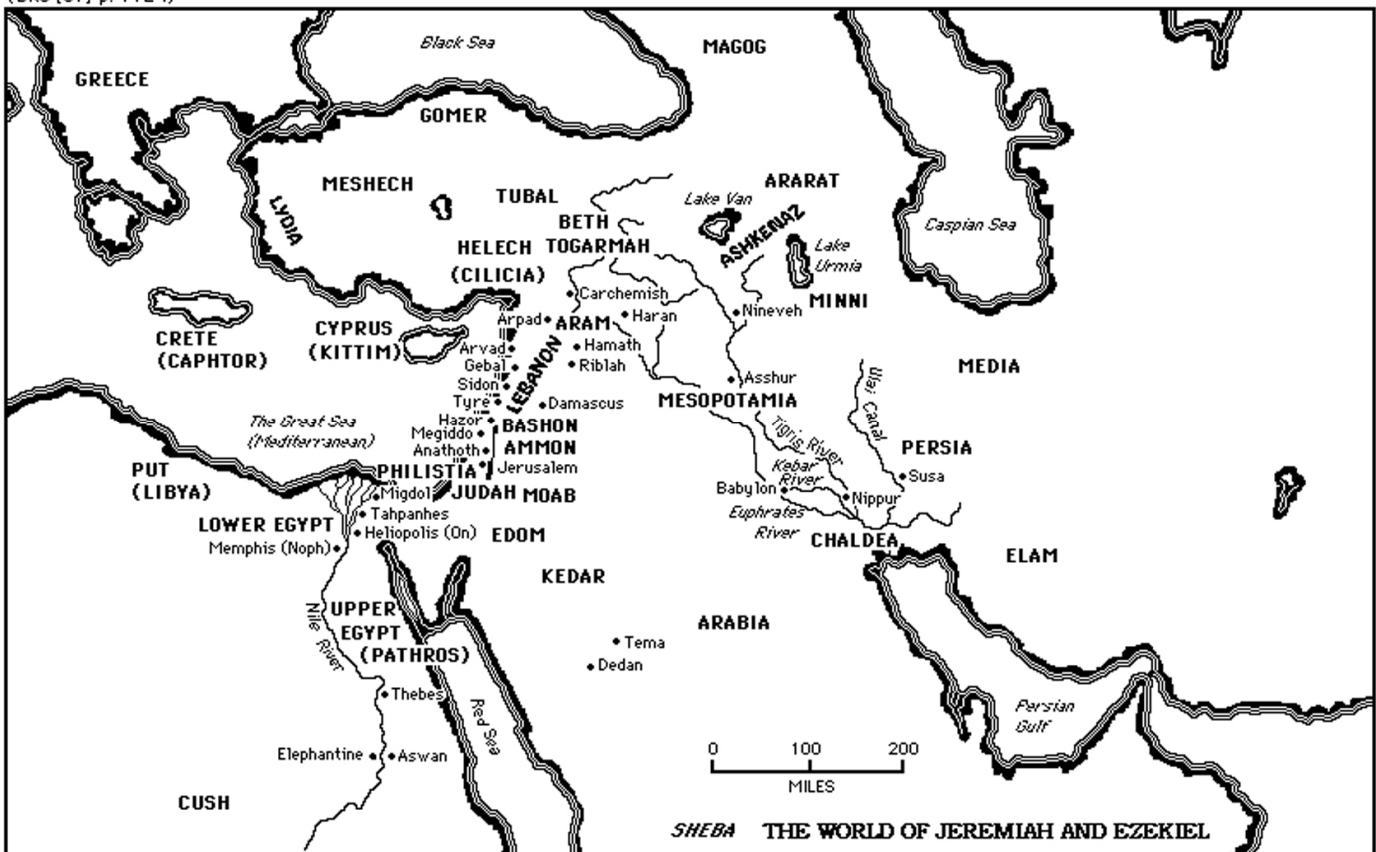 Black Sea
MAGOG
GREECE
GOMER
MESHECH
TUBAL
ARARAT
Lake Van
LYDIA
BETH
TOGARMAH
ASHKENAZ
Caspian Sea
HELECH
(CILICIA)
Lake
Urmia
MINNI
Carchemish
Nineveh
Haran
Arpad
ARAM
CRETE
(CAPHTOR)
CYPRUS
(KITTIM)
Arvad
Hamath
Gebal
Riblah
LEBANON
Sidon
Asshur
MEDIA
Ulai Canal
Tyre
Damascus
MESOPOTAMIA
The Great Sea
(Mediterranean)
Hazor
BASHON
Megiddo
Tigris River
Anathoth
AMMON
PERSIA
PUT
(LIBYA)
PHILISTIA
Jerusalem
Kebar
River
Susa
Migdol
JUDAH
MOAB
Babylon
Nippur
Tahpanhes
LOWER EGYPT
Euphrates
River
Heliopolis (On)
EDOM
CHALDEA
Memphis (Noph)
ELAM
KEDAR
Nile River
UPPER
EGYPT
(PATHROS)
ARABIA
Tema
Dedan
Thebes
Red Sea
Persian
Gulf
0 100 200
MILES
Elephantine
Aswan
CUSH
SHEBA
THE WORLD OF JEREMIAH AND EZEKIEL